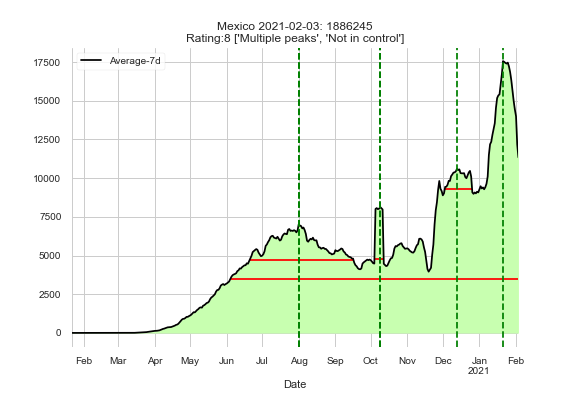 Mexico 2021-02-03: 1886245
Rating:8 ['Multiple peaks', 'Not in control']
Average-7d
17500
15000
12500
10000
7500
5000
2500
0
Feb Mar Apr May Jun Jul Aug Sep Oct Nov Dec Jan Feb
2021
Date